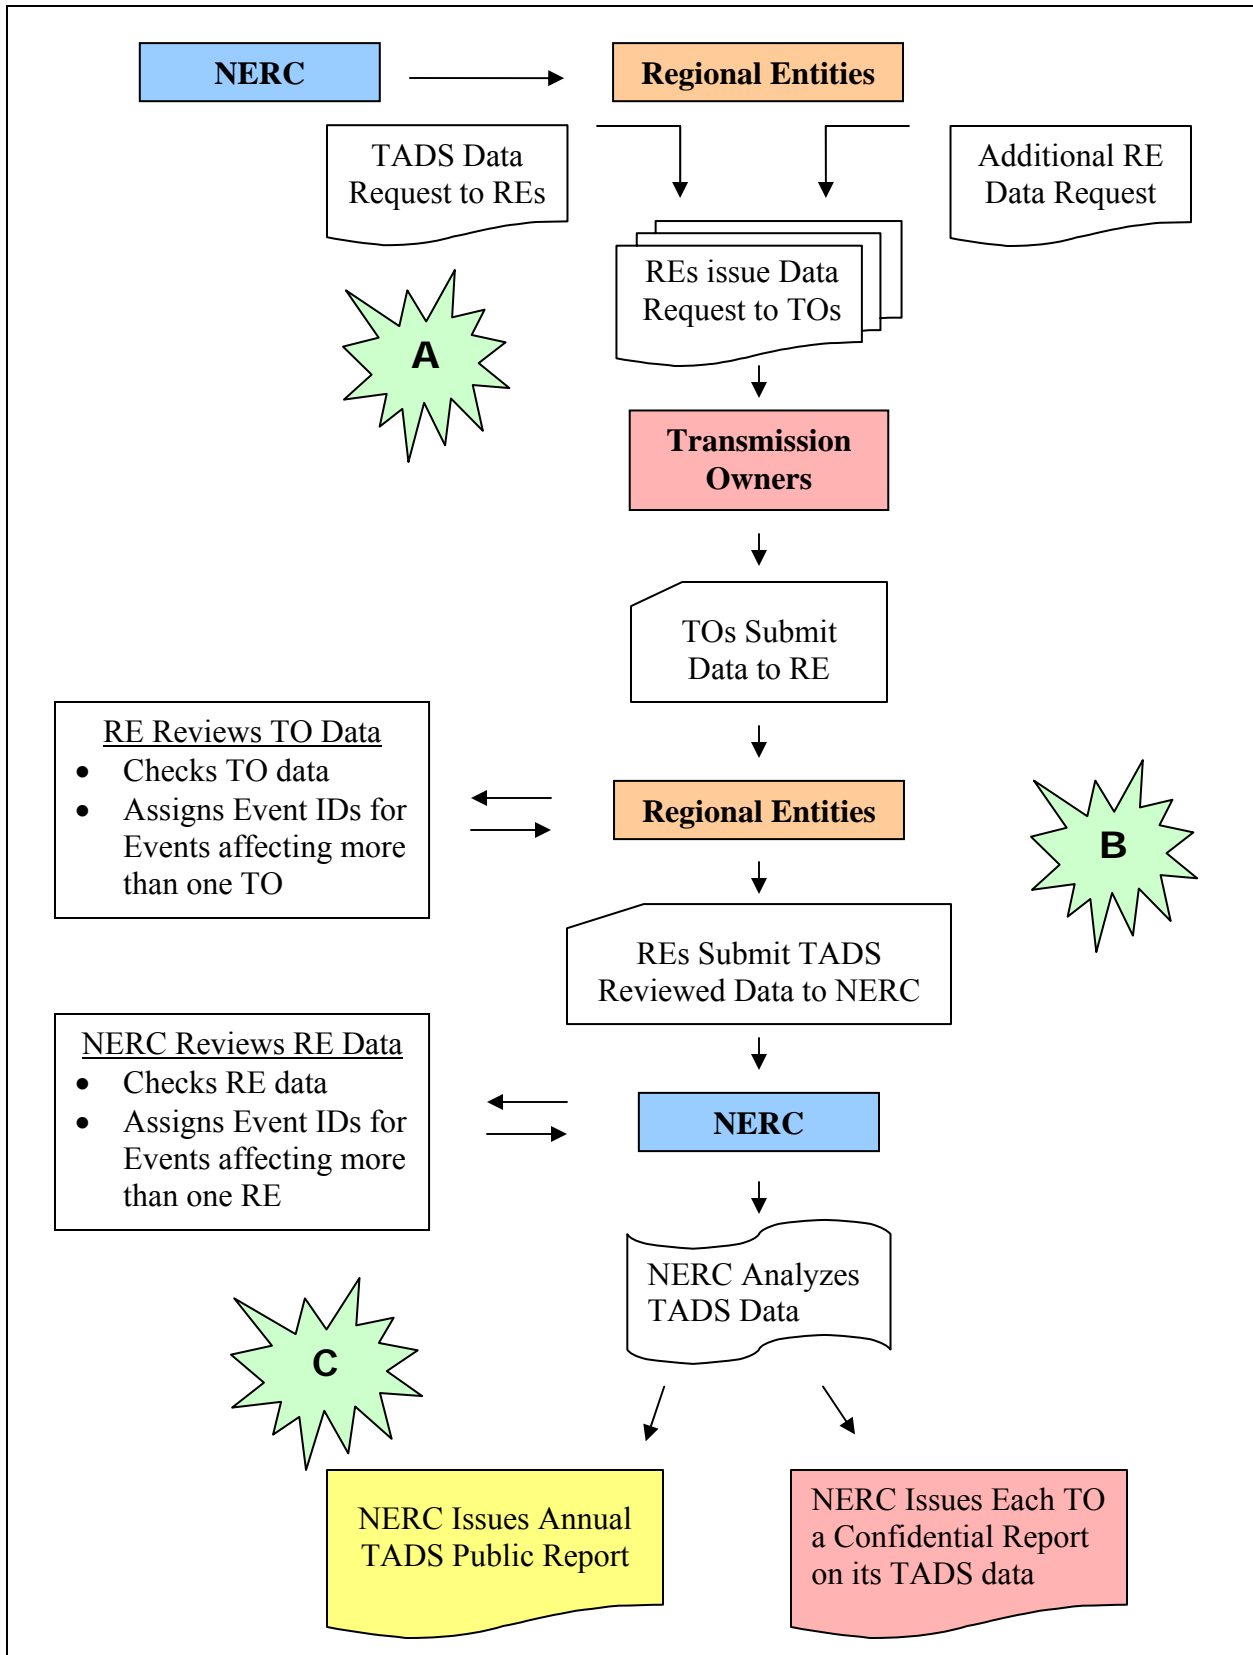 NERC
Regional Entities
TADS Data
Request to REs
Additional RE
Data Request
REs issue Data
Request to TOs
A
Transmission
Owners
TOs Submit
Data to RE
RE Reviews TO Data
• Checks TO data
• Assigns Event IDs for
Events affecting more
than one TO
Regional Entities
B
REs Submit TADS
Reviewed Data to NERC
NERC Reviews RE Data
• Checks RE data
• Assigns Event IDs for
Events affecting more
than one RE
NERC
NERC Analyzes
TADS Data
C
NERC Issues Annual
TADS Public Report
NERC Issues Each TO
a Confidential Report
on its TADS data